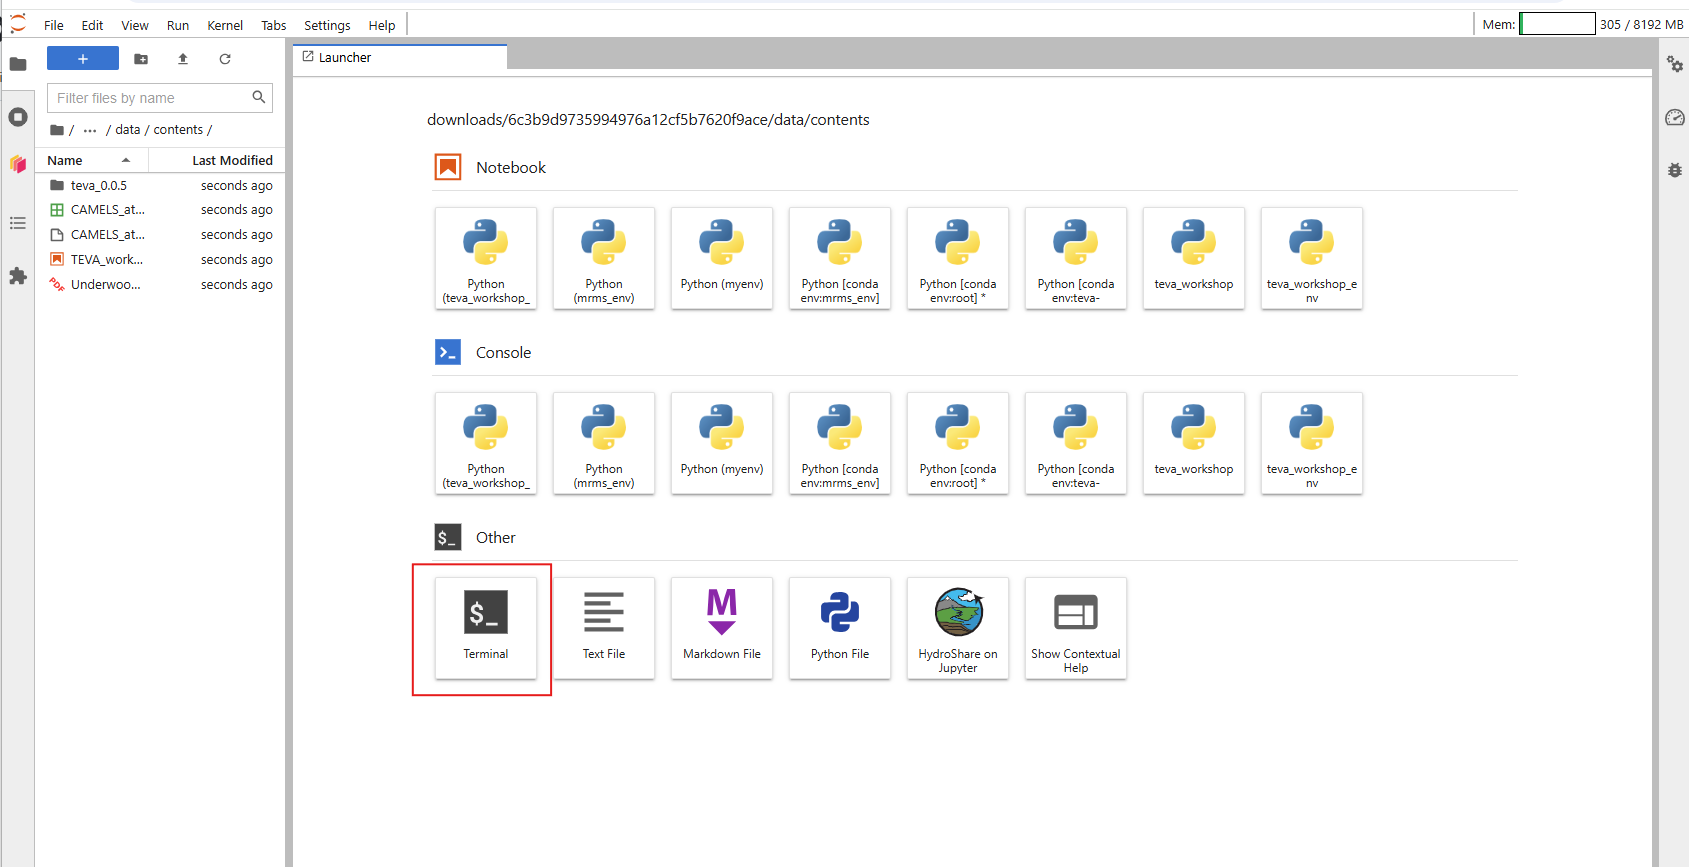 File Edit View Run Kernel Tabs Settings Help
Mem: 305 / 8192 MB
+
Launcher
Filter files by name
/ ... / data / contents /
Name Last Modified
teva_0.0.5 seconds ago
CAMELS_at... seconds ago
CAMELS_at... seconds ago
TEVA_work... seconds ago
Underwoo... seconds ago
downloads/6c3b9d9735994976a12cf5b7620f9ace/data/contents
Notebook
Python
(teva_workshop_
Python
(mrms_env)
Python (myenv)
Python [conda
env:mrms_env]
Python [conda
env:root] *
Python [conda
env:teva-
teva_workshop
teva_workshop_e
nv
Console
Python
(teva_workshop_
Python
(mrms_env)
Python (myenv)
Python [conda
env:mrms_env]
Python [conda
env:root] *
Python [conda
env:teva-
teva_workshop
teva_workshop_e
nv
$_ Other
$_
Terminal
Text File
M
Markdown File
Python File
HydroShare on
Jupyter
Show Contextual
Help